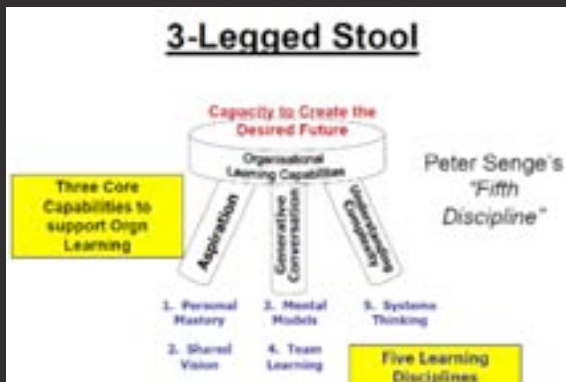 3-Legged Stool
Capacity to Create the
Desired Future
Organisational
Learning Capabilities
Three Core
Capabilities to
support Orgn
Learning
Aspiration
Generative
Conversation
Understanding
Complexity
Peter Senge's
"Fifth
Discipline"
1. Personal
Mastery
2. Shared
Vision
3. Mental
Models
4. Team
Learning
5. Systems
Thinking
Five Learning
Disciplines